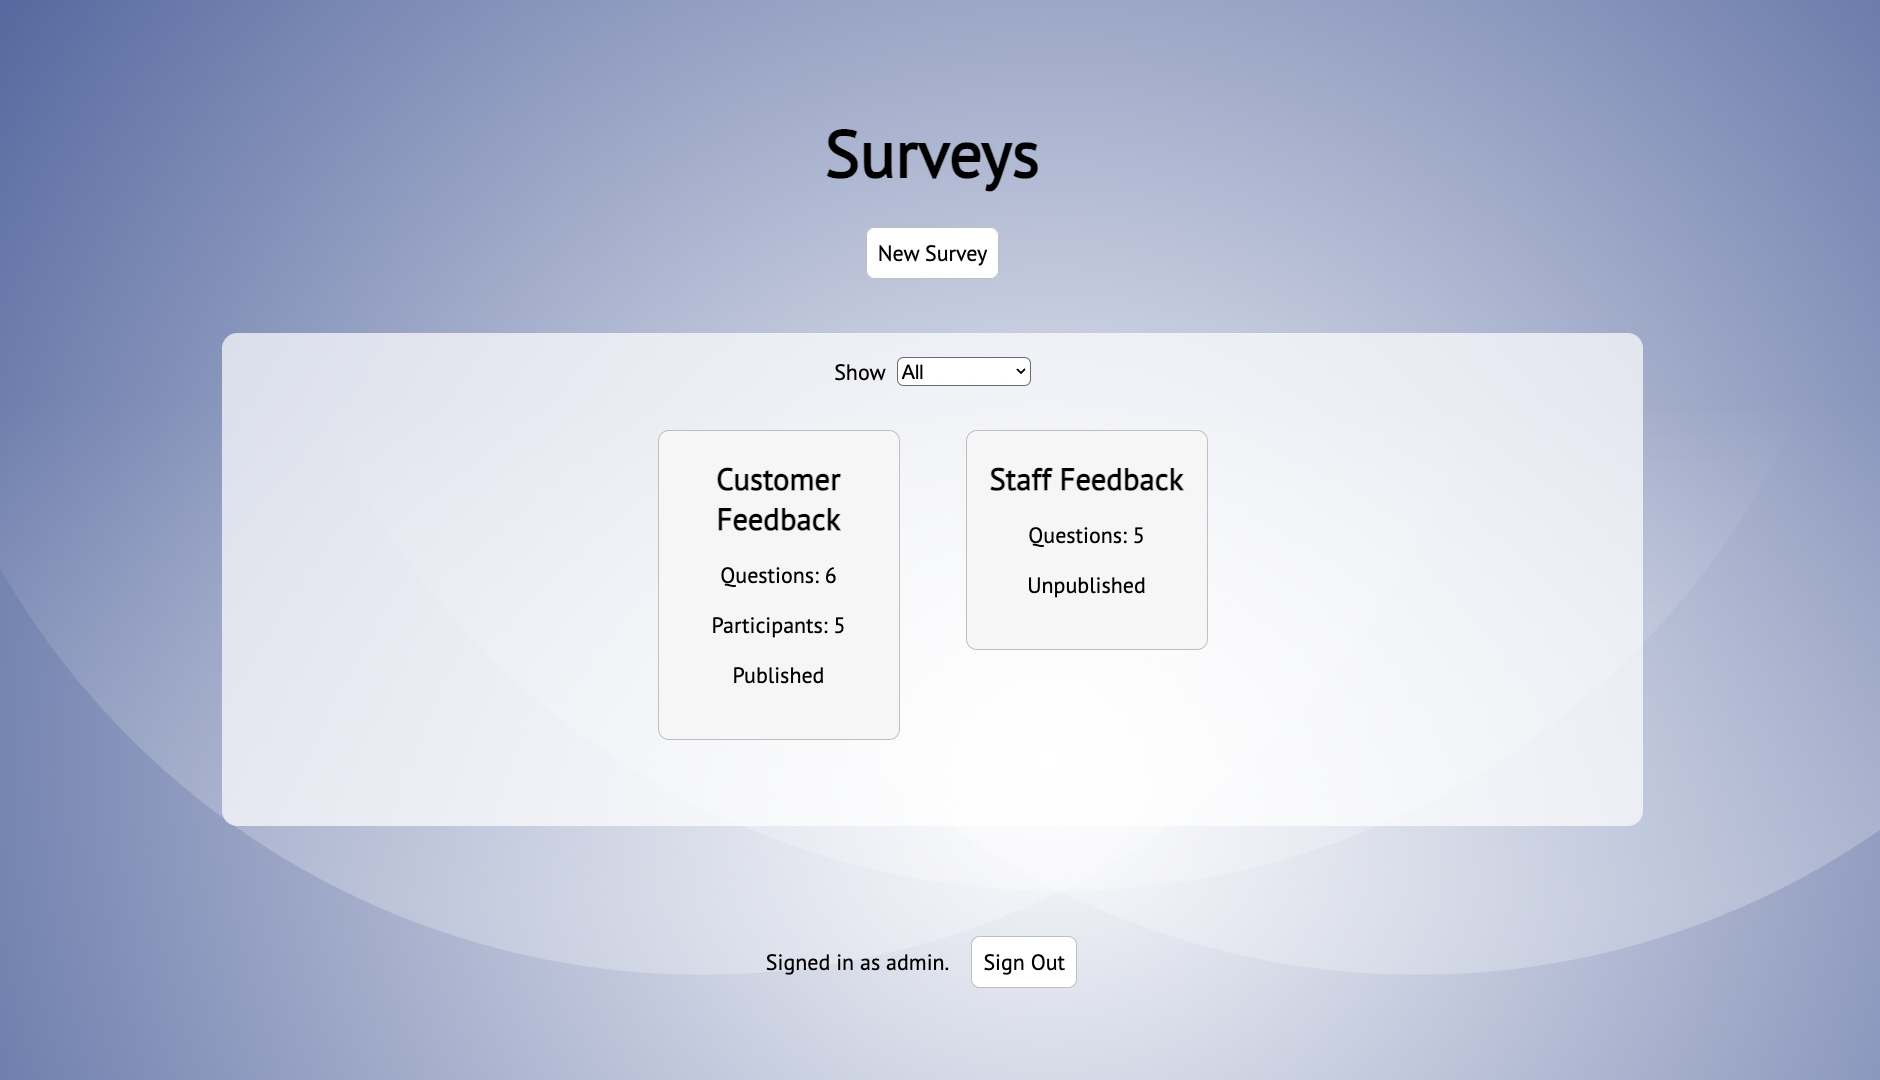 Surveys
New Survey
Show All
Customer
Feedback
Questions: 6
Participants: 5
Published
Staff Feedback
Questions: 5
Unpublished
Signed in as admin. Sign Out